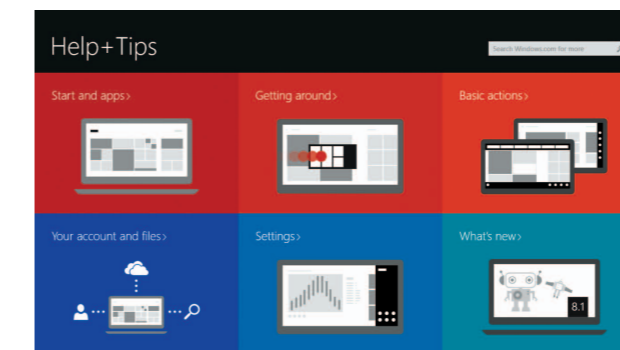 Help+Tips
Search Windows.com for more
Start and apps>
Getting around>
Basic actions>
Your account and files>
Settings>
What's new>
8.1